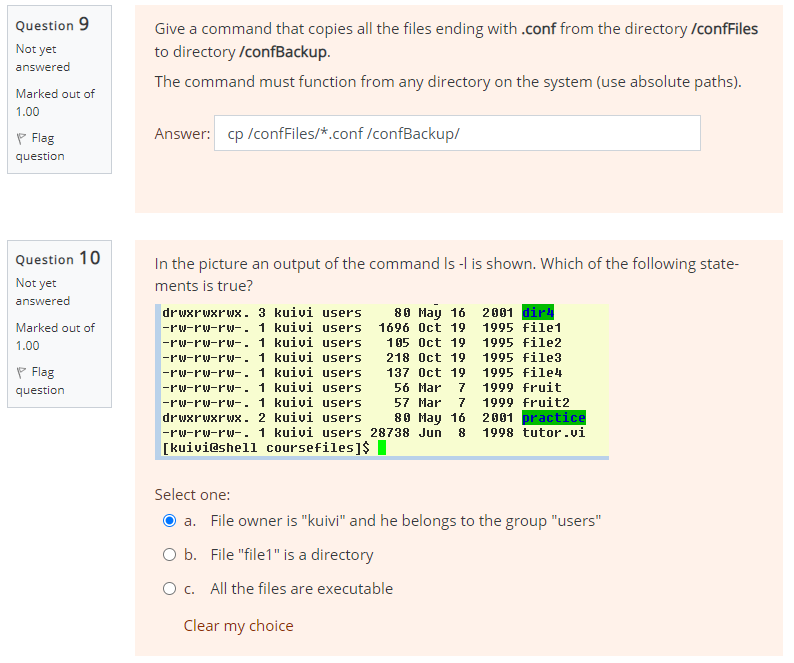 Question 9
Not yet
answered
Marked out of
1.00
Flag
question
Give a command that copies all the files ending with .conf from the directory /confFiles
to directory /confBackup.
The command must function from any directory on the system (use absolute paths).
Answer: cp /confFiles/*.conf /confBackup/
Question 10
Not yet
answered
Marked out of
1.00
Flag
question
In the picture an output of the command ls -l is shown. Which of the following state-
ments is true?
drwxrwxrwx. 3 kuivi users 80 May 16 2001 dir4
-rw-rw-rw-. 1 kuivi users 1696 Oct 19 1995 file1
-rw-rw-rw-. 1 kuivi users 105 Oct 19 1995 file2
-rw-rw-rw-. 1 kuivi users 218 Oct 19 1995 file3
-rw-rw-rw-. 1 kuivi users 137 Oct 19 1995 file4
-rw-rw-rw-. 1 kuivi users 56 Mar 7 1999 fruit
-rw-rw-rw-. 1 kuivi users 57 Mar 7 1999 fruit2
drwxrwxrwx. 2 kuivi users 80 May 16 2001 practice
-rw-rw-rw-. 1 kuivi users 28738 Jun 8 1998 tutor.vi
[kuivi@shell coursefiles]$
Select one:
a. File owner is "kuivi" and he belongs to the group "users"
b. File "file1" is a directory
c. All the files are executable
Clear my choice